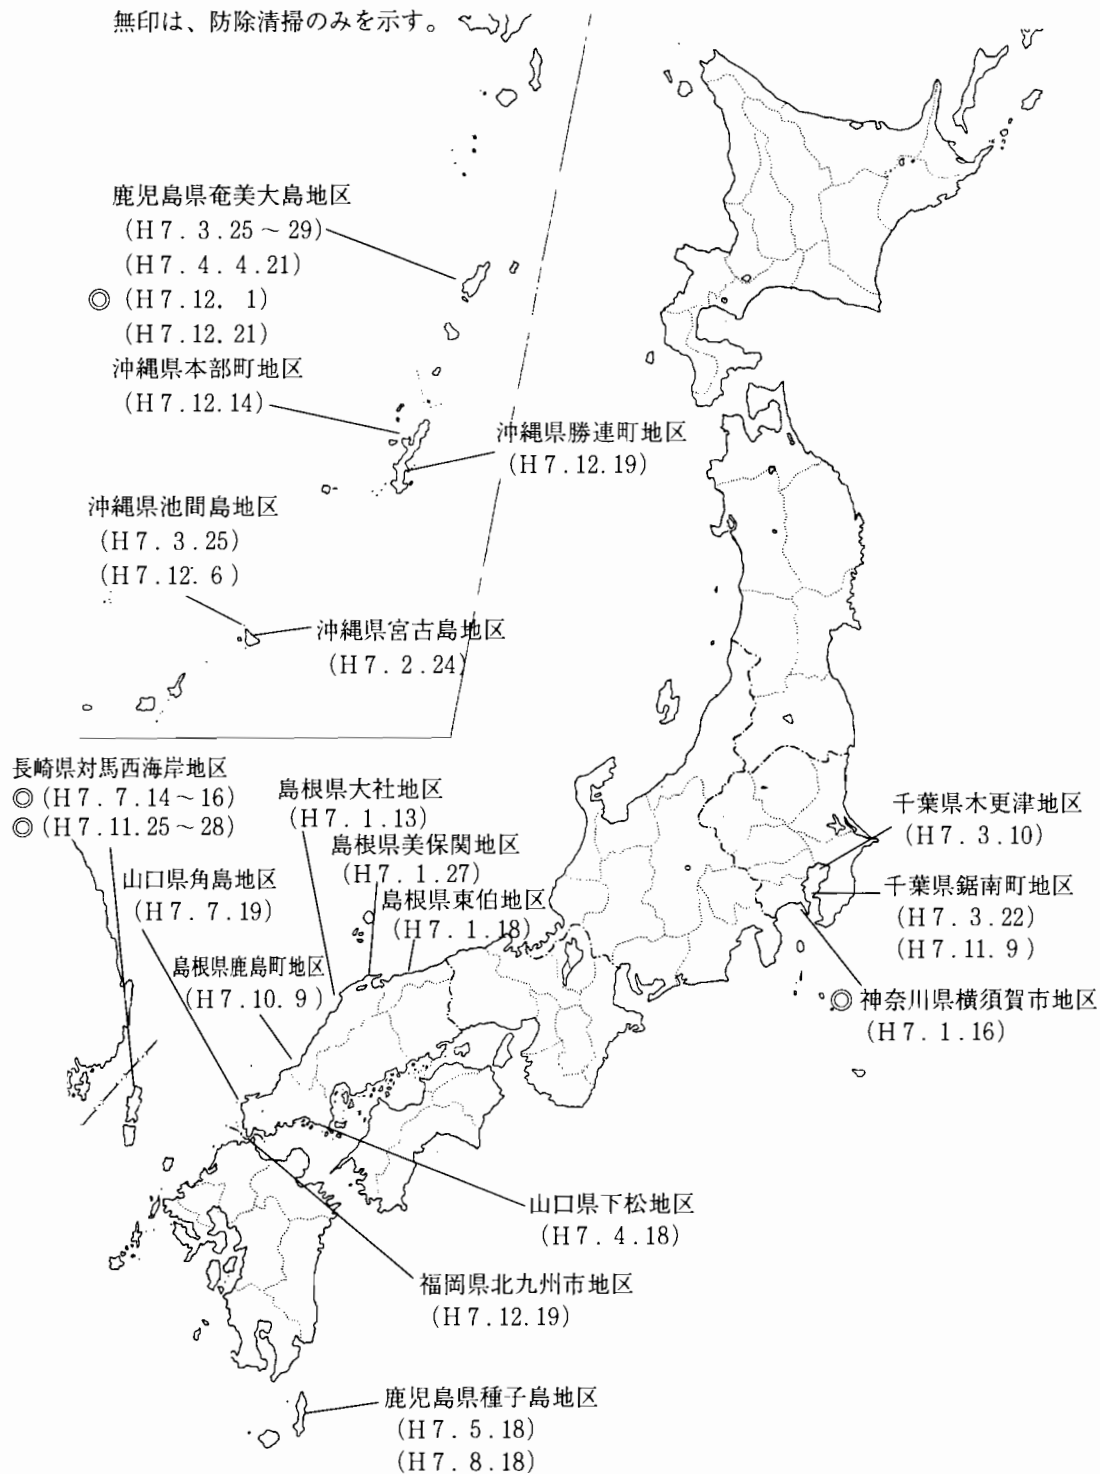 無印は、防除清掃のみを示す。
鹿児島県奄美大島地区
(H7.3.25~29)
(H7.4.4.21)
◎(H7.12.1)
(H7.12.21)
沖縄県本部町地区
(H7.12.14)
沖縄県勝連町地区
(H7.12.19)
沖縄県池間島地区
(H7.3.25)
(H7.12.6)
沖縄県宮古島地区
(H7.2.24)
長崎県対馬西海岸地区
◎(H7.7.14~16)
◎(H7.11.25~28)
島根県大社地区
(H7.1.13)
島根県美保関地区
(H7.1.27)
島根県東伯地区
(H7.1.18)
山口県角島地区
(H7.7.19)
島根県鹿島町地区
(H7.10.9)
千葉県木更津地区
(H7.3.10)
千葉県鋸南町地区
(H7.3.22)
(H7.11.9)
◎神奈川県横須賀市地区
(H7.1.16)
山口県下松地区
(H7.4.18)
福岡県北九州市地区
(H7.12.19)
鹿児島県種子島地区
(H7.5.18)
(H7.8.18)